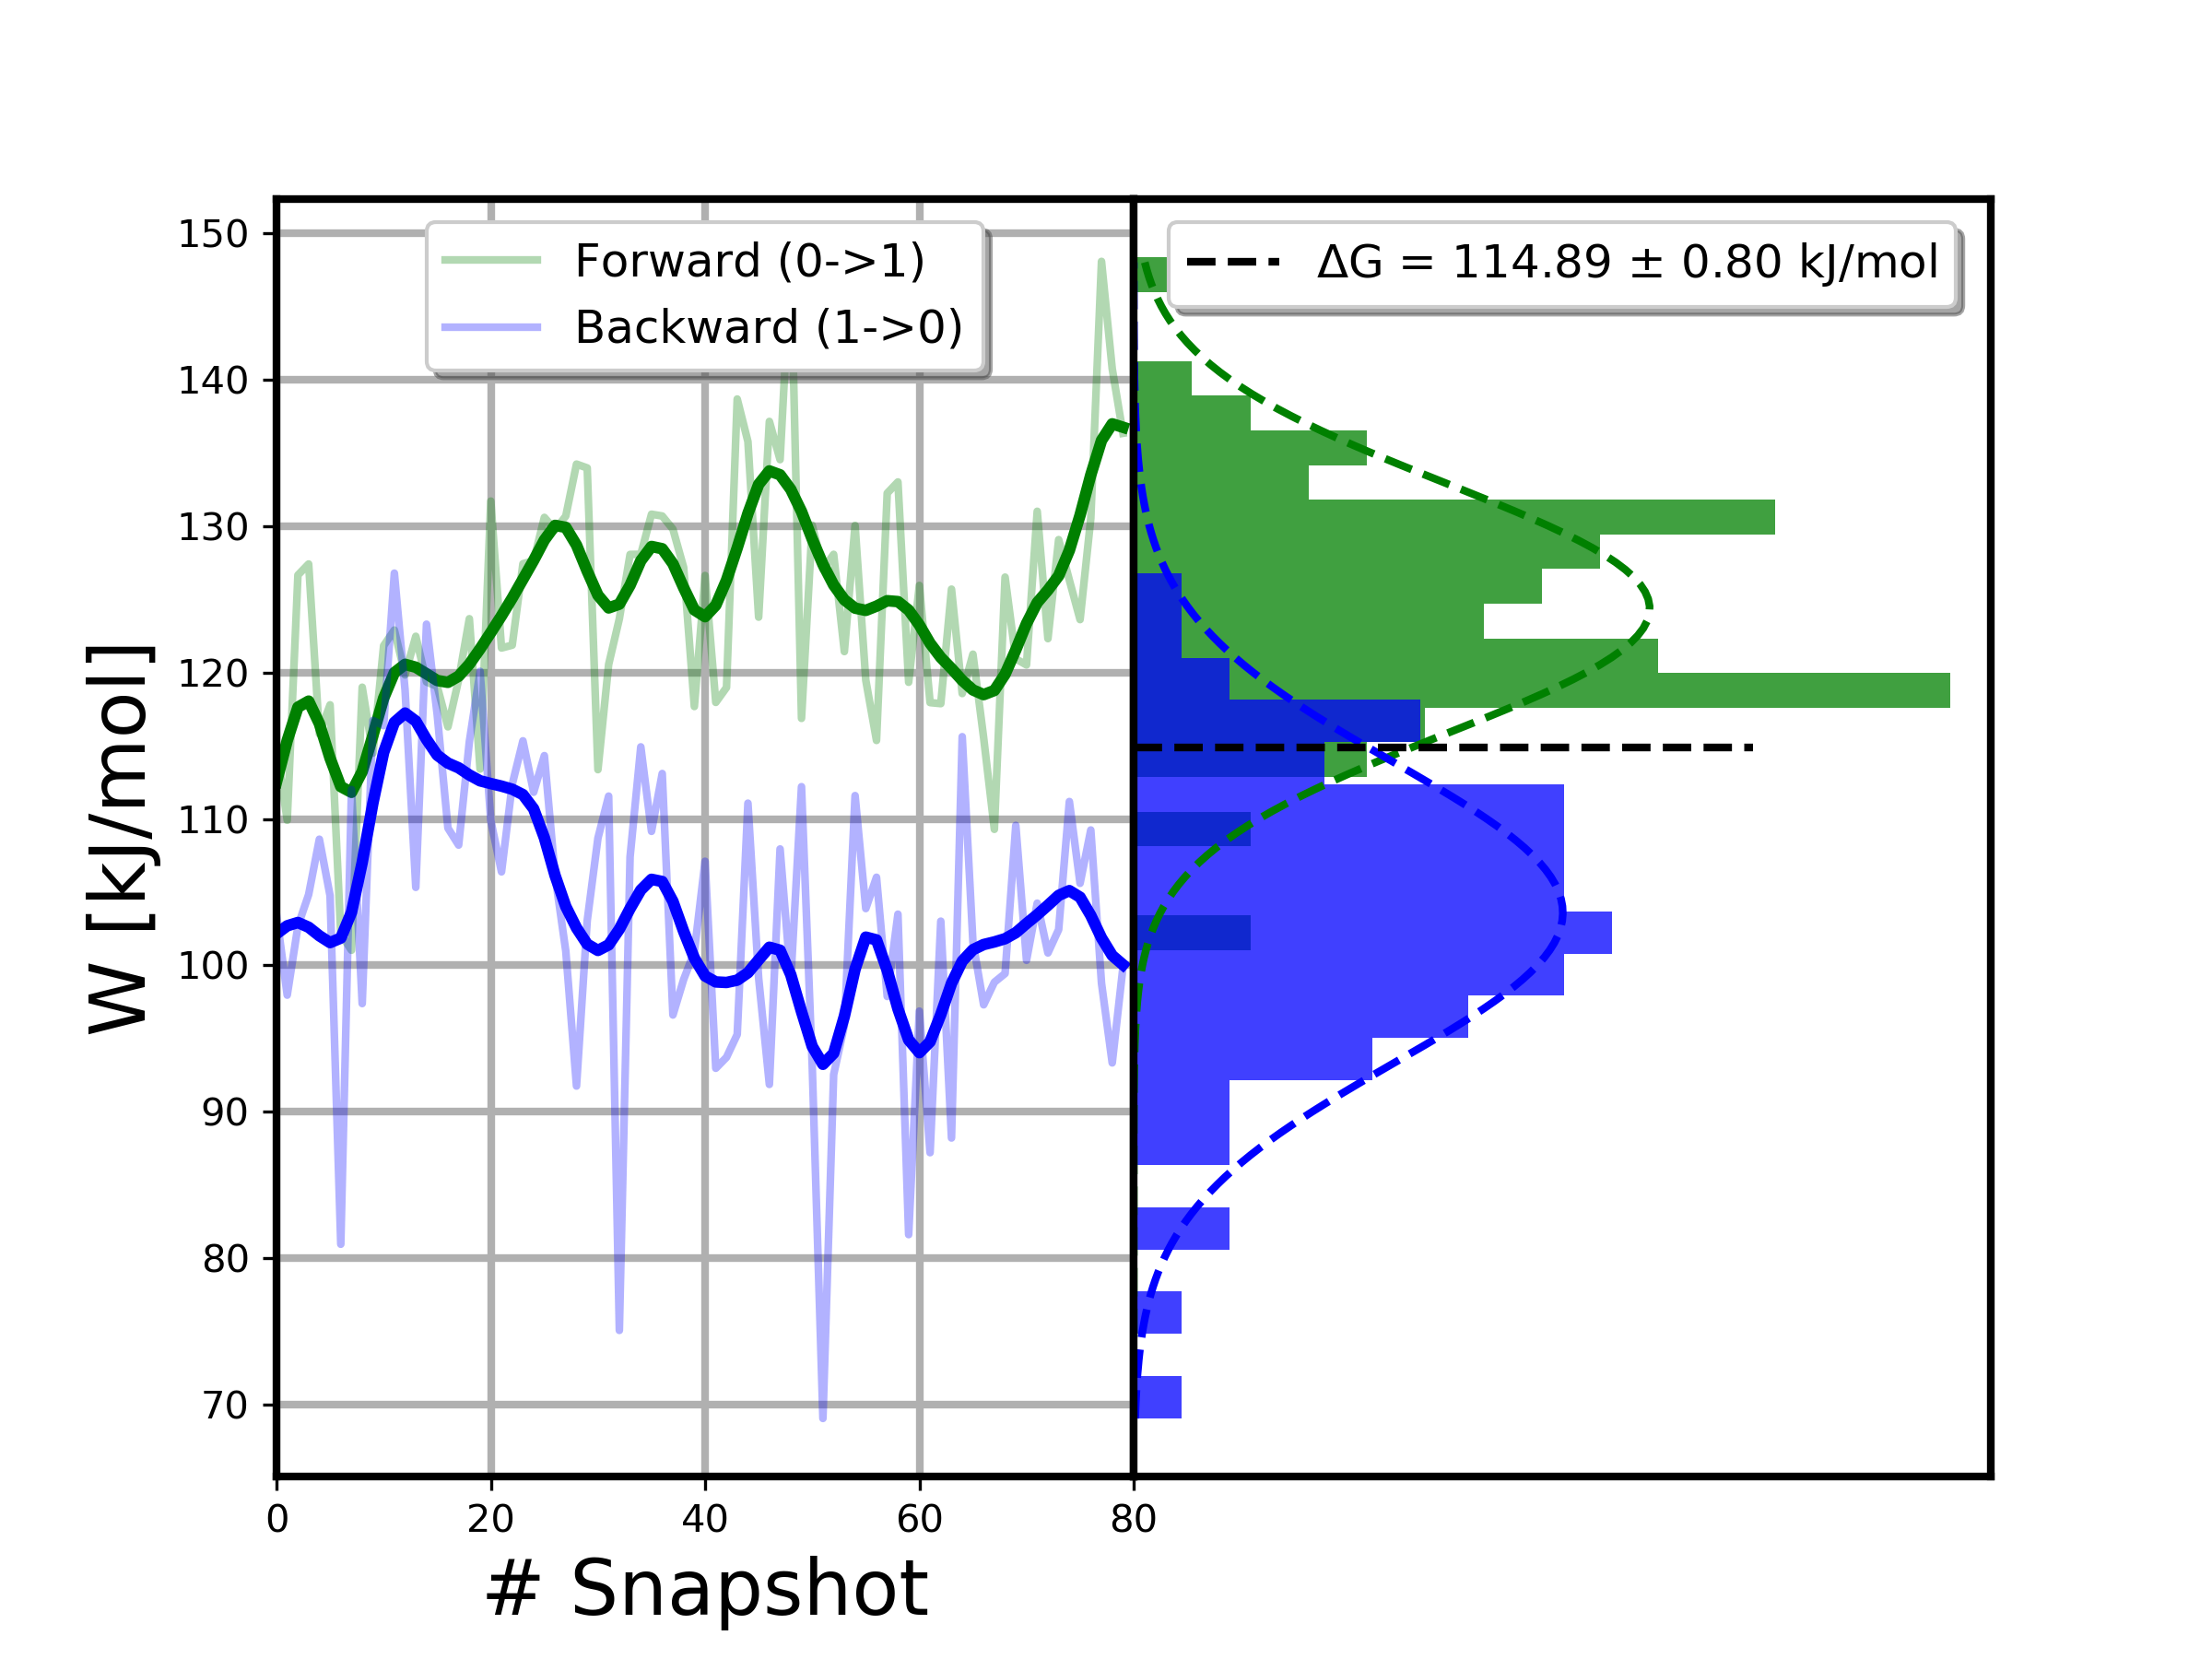 W [kJ/mol]
150
140
130
120
110
100
90
80
70
Forward (0->1)
Backward (1->0)
ΔG = 114.89 ± 0.80 kJ/mol
0 20 40 60 80
# Snapshot